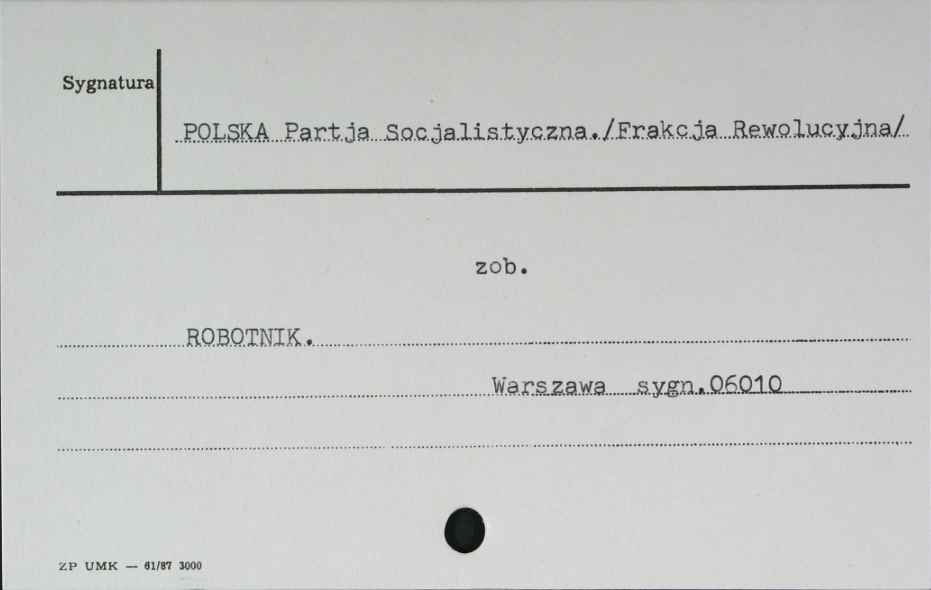 Sygnatura
POLSKA Partja Socjalistyczna./Frakcja Rewolucyjna/
zob.
ROBOTNIK.
Warszawa sygn.06010
ZP UMK — 61/87 3000